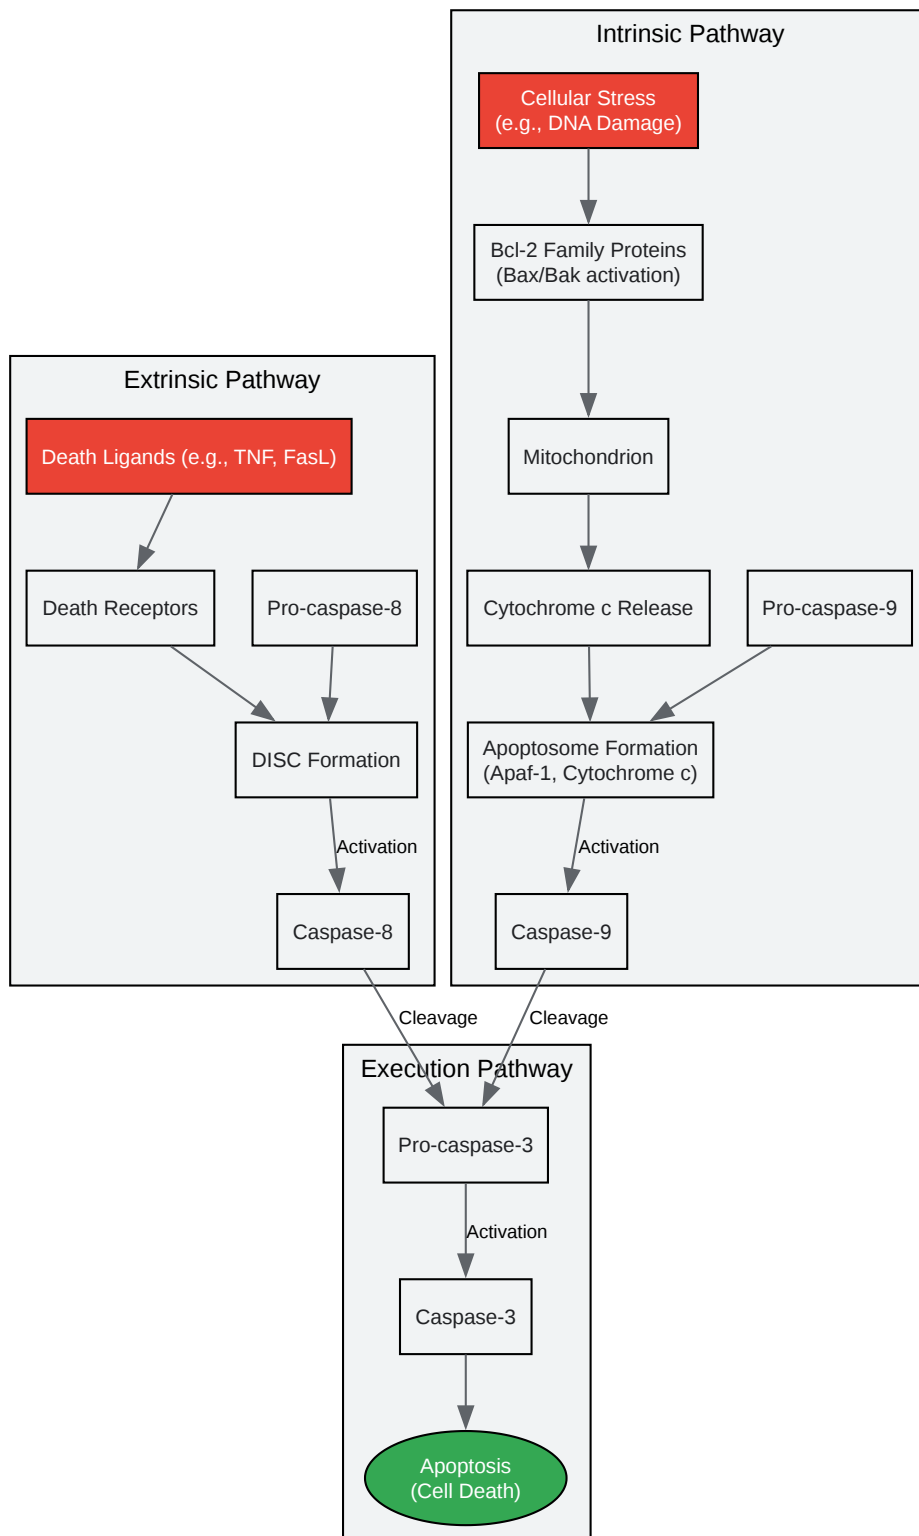 Intrinsic Pathway
Cellular Stress
(e.g., DNA Damage)
Bcl-2 Family Proteins
(Bax/Bak activation)
Extrinsic Pathway
Death Ligands (e.g., TNF, FasL)
Mitochondrion
Death Receptors
Pro-caspase-8
Cytochrome c Release
Pro-caspase-9
DISC Formation
Apoptosome Formation
(Apaf-1, Cytochrome c)
Activation
Activation
Caspase-8
Caspase-9
Cleavage
Cleavage
Execution Pathway
Pro-caspase-3
Activation
Caspase-3
Apoptosis
(Cell Death)